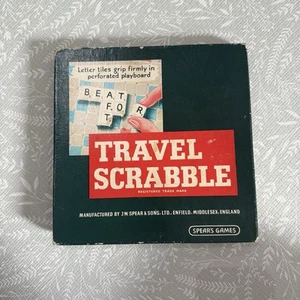 Letter tiles grip firmly in
perforated playboard
BEAT
FOR
T
TRAVEL
SCRABBLE
REGISTERED TRADE MARK
MANUFACTURED BY J.W. SPEAR & SONS. LTD., ENFIELD, MIDDLESEX, ENGLAND
SPEAR'S GAMES